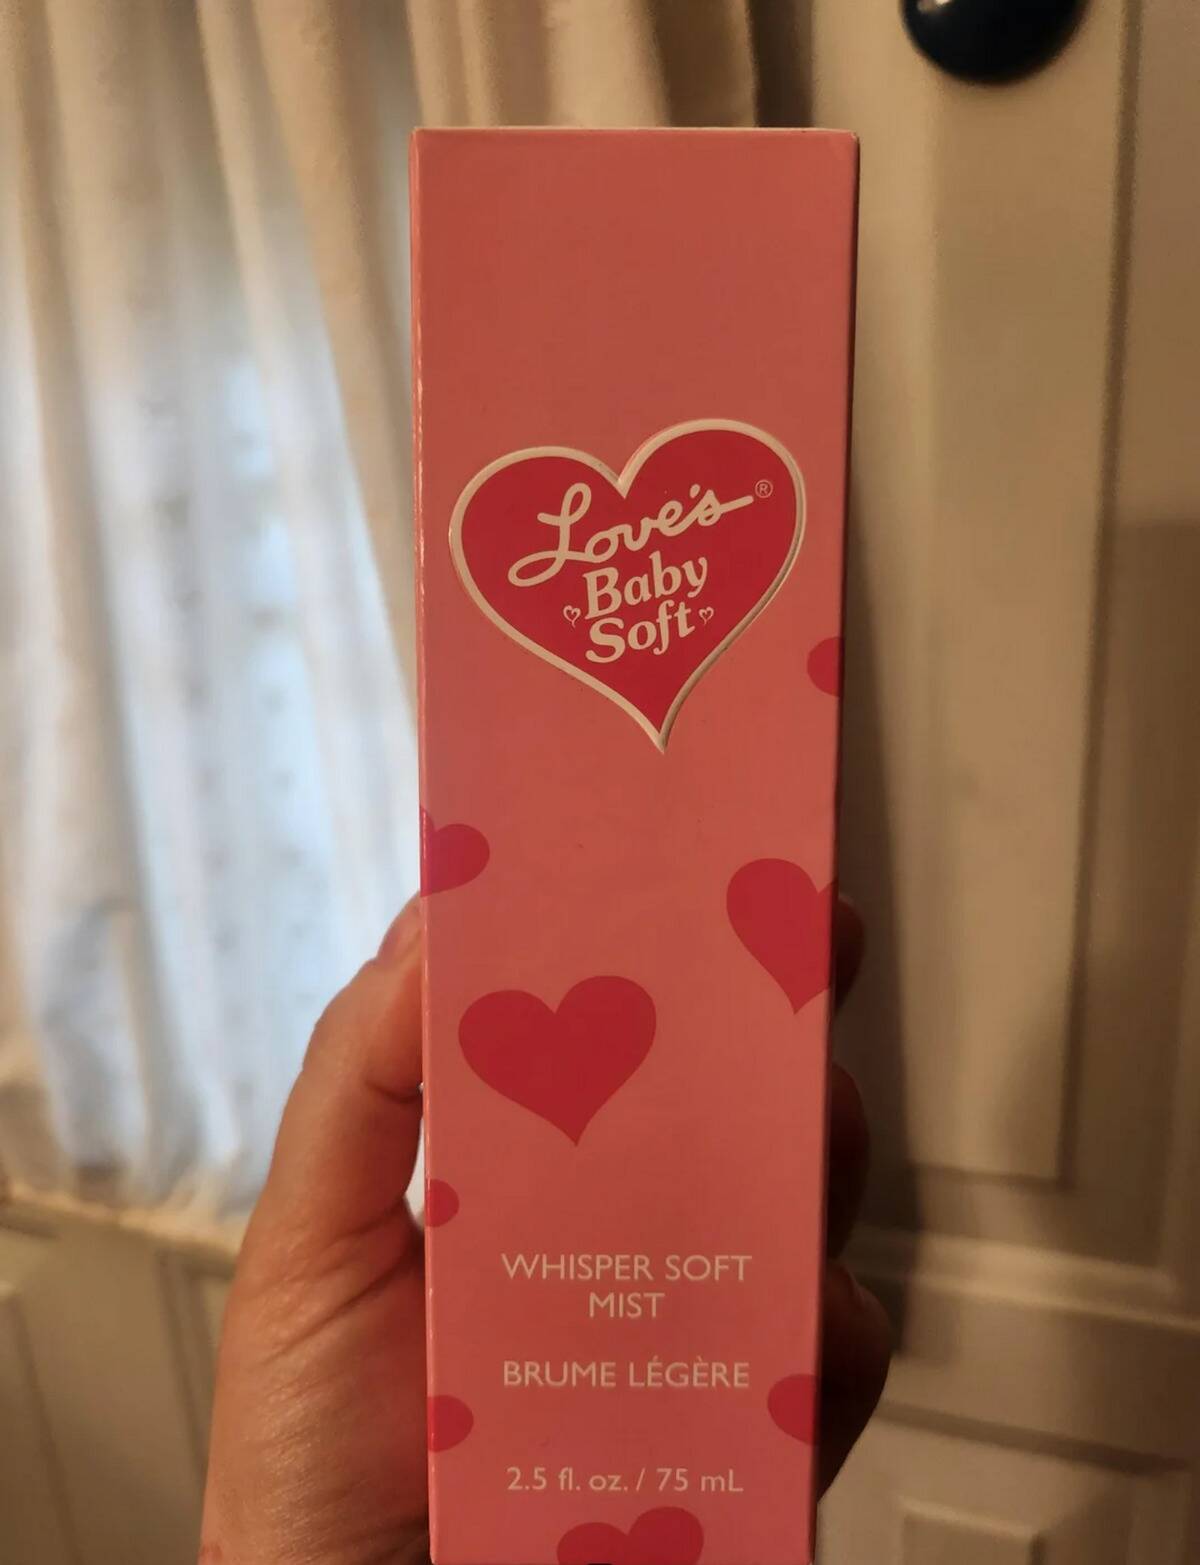 Love's®
Baby
Soft
WHISPER SOFT
MIST
BRUME LÉGÈRE
2.5 fl. oz. / 75 mL